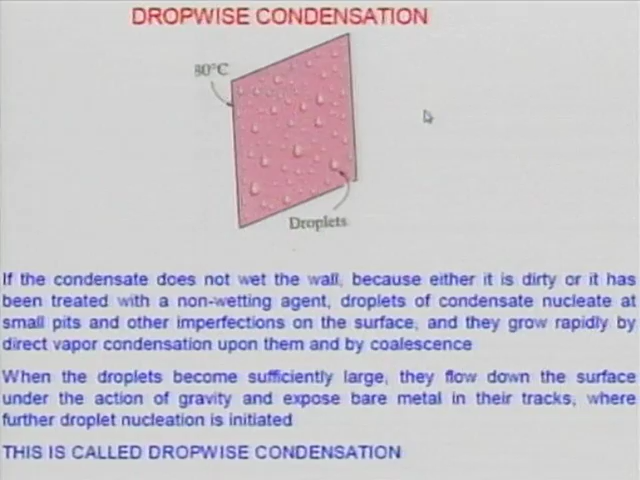 DROPWISE CONDENSATION
80°C
Droplets
If the condensate does not wet the wall, because either it is dirty or it has
been treated with a non-wetting agent, droplets of condensate nucleate at
small pits and other imperfections on the surface, and they grow rapidly by
direct vapor condensation upon them and by coalescence
When the droplets become sufficiently large, they flow down the surface
under the action of gravity and expose bare metal in their tracks, where
further droplet nucleation is initiated
THIS IS CALLED DROPWISE CONDENSATION